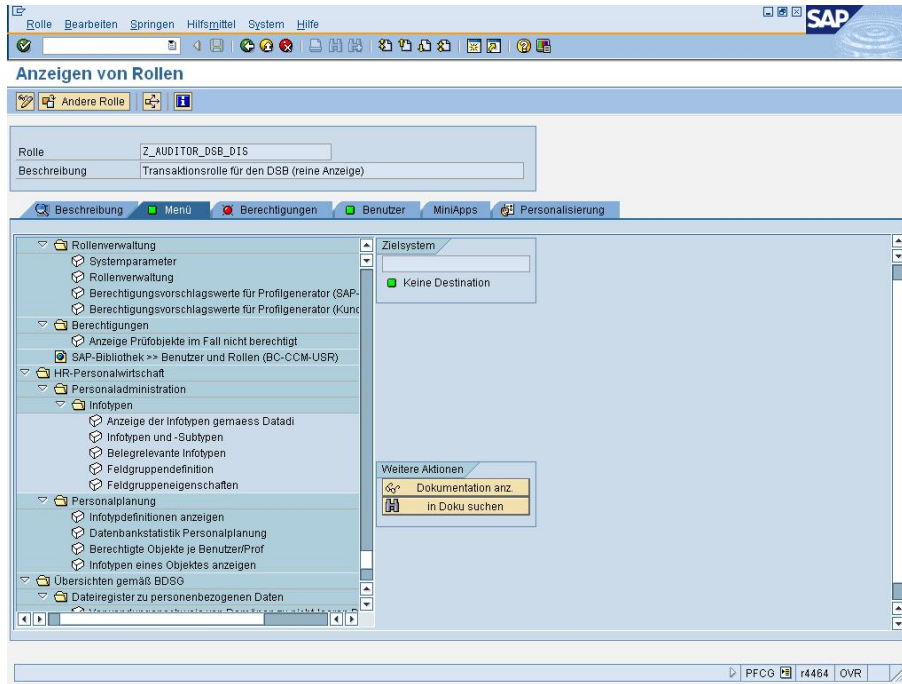 Rolle Bearbeiten Springen Hilfsmittel System Hilfe
SAP
Anzeigen von Rollen
Andere Rolle
Rolle Z_AUDITOR_DSB_DIS
Beschreibung Transaktionsrolle für den DSB (reine Anzeige)
Beschreibung Menü Berechtigungen Benutzer MiniApps Personalisierung
Rollenverwaltung
Systemparameter
Rollenverwaltung
Berechtigungsvorschlagswerte für Profilgenerator (SAP-
Berechtigungsvorschlagswerte für Profilgenerator (Kund
Berechtigungen
Anzeige Prüfobjekte im Fall nicht berechtigt
SAP-Bibliothek >> Benutzer und Rollen (BC-CCM-USR)
HR-Personalwirtschaft
Personaladministration
Infotypen
Anzeige der Infotypen gemaess Datadi
Infotypen und -Subtypen
Belegrelevante Infotypen
Feldgruppendefinition
Feldgruppeneigenschaften
Personalplanung
Infotypdefinitionen anzeigen
Datenbankstatistik Personalplanung
Berechtigte Objekte je Benutzer/Prof
Infotypen eines Objektes anzeigen
Übersichten gemäß BDSG
Dateiregister zu personenbezogenen Daten
Zielsystem
Keine Destination
Weitere Aktionen
Dokumentation anz.
in Doku suchen
PFCG r4464 OVR